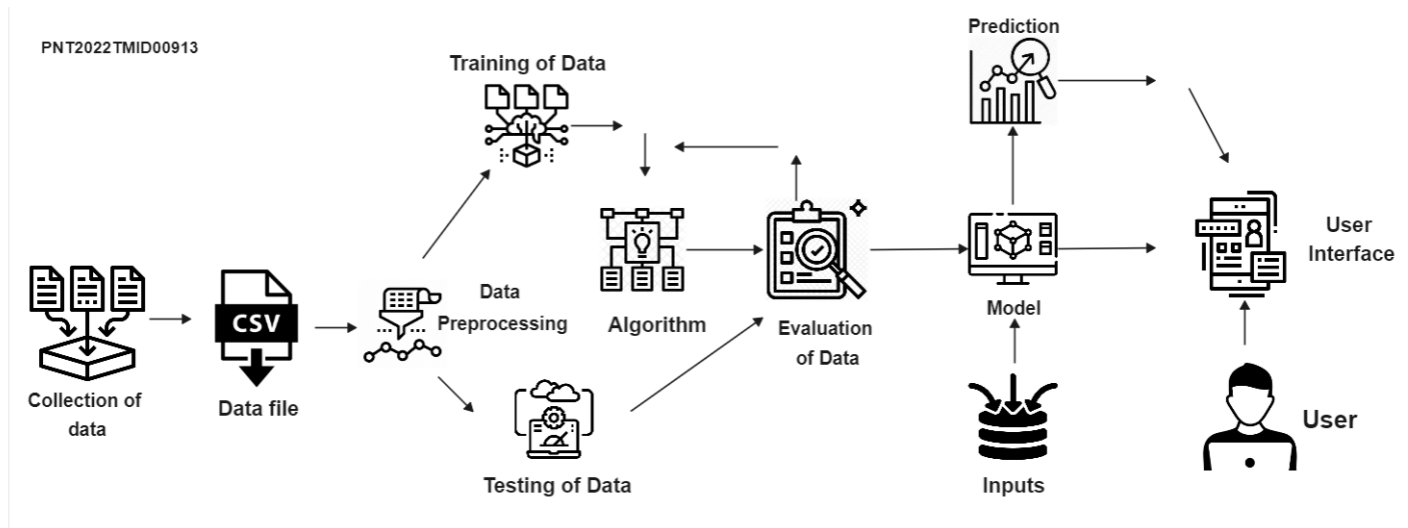 PNT2022TMID00913
Prediction
Training of Data
User
Interface
CSV
Data
Preprocessing
Algorithm
Evaluation
of Data
Model
Collection of
data
Data file
User
Testing of Data
Inputs